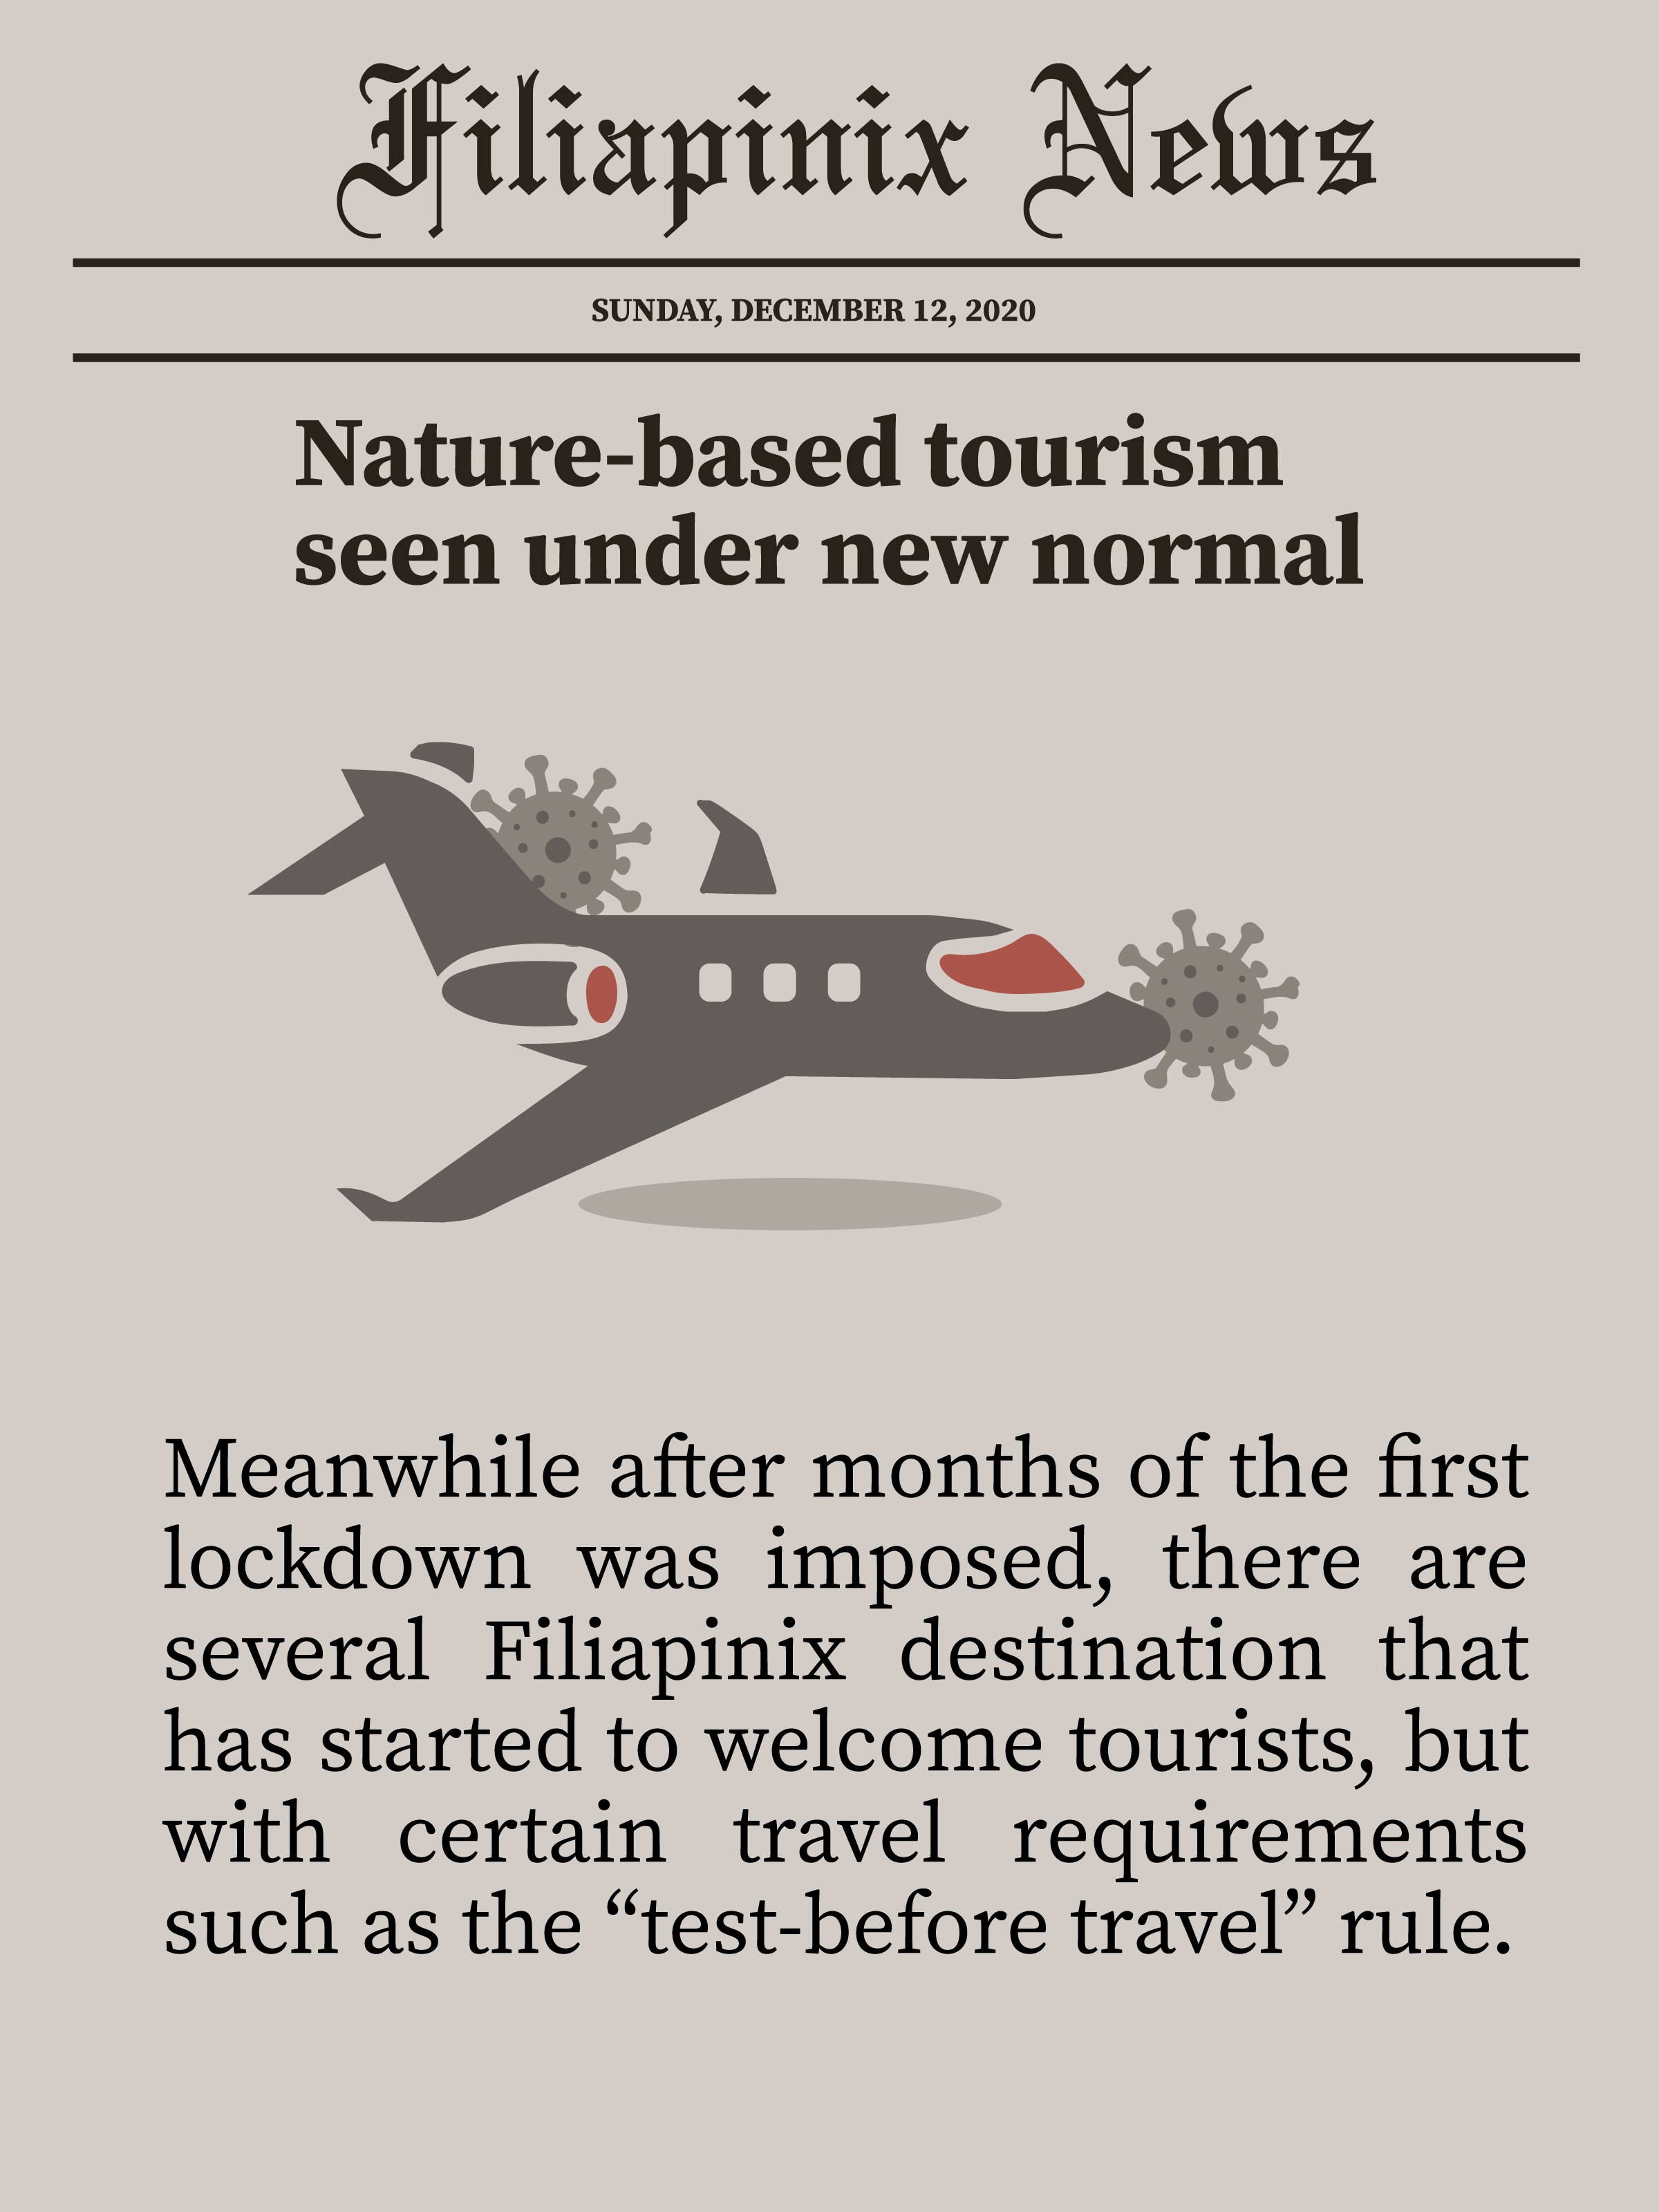 Filiapinix News
SUNDAY, DECEMBER 12, 2020
Nature-based tourism
seen under new normal
Meanwhile after months of the first
lockdown was imposed, there are
several Filiapinix destination that
has started to welcome tourists, but
with certain travel requirements
such as the “test-before travel” rule.